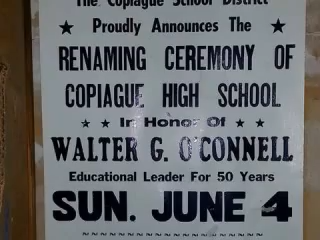 The Copiague School District
★ Proudly Announces The ★
RENAMING CEREMONY OF
COPIAGUE HIGH SCHOOL
★ ★ In Honor Of ★ ★
WALTER G. O'CONNELL
Educational Leader For 50 Years
SUN. JUNE 4
~~~~~~~~~~~~~~~~~~~~